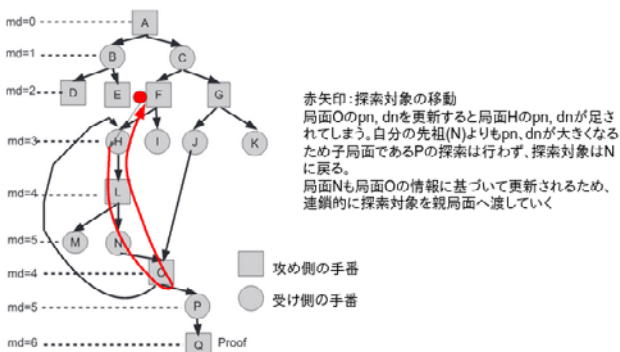 md=0
A
md=1
B
C
md=2
D
E
F
G
md=3
H
I
J
K
md=4
L
md=5
M
N
md=4
O
md=5
P
md=6
Q
Proof
赤矢印：探索対象の移動
局面Oのpn, dnを更新すると局面Hのpn, dnが足さ
れてしまう。自分の先祖(N)よりもpn、dnが大きくなる
ため子局面であるPの探索は行わず、探索対象はN
に戻る。
局面Nも局面Oの情報に基づいて更新されるため、
連鎖的に探索対象を親局面へ渡していく
攻め側の手番
受け側の手番